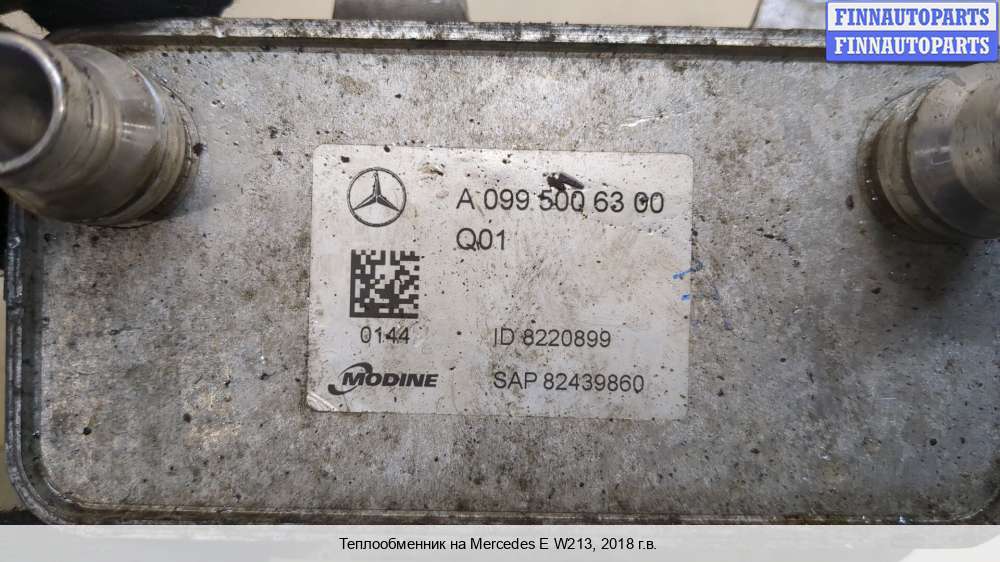 FINNAUTOPARTS
FINNAUTOPARTS
A 099 500 63 00
Q01
0144
ID 8220899
MODINE
SAP 82439860
Теплообменник на Mercedes E W213, 2018 г.в.